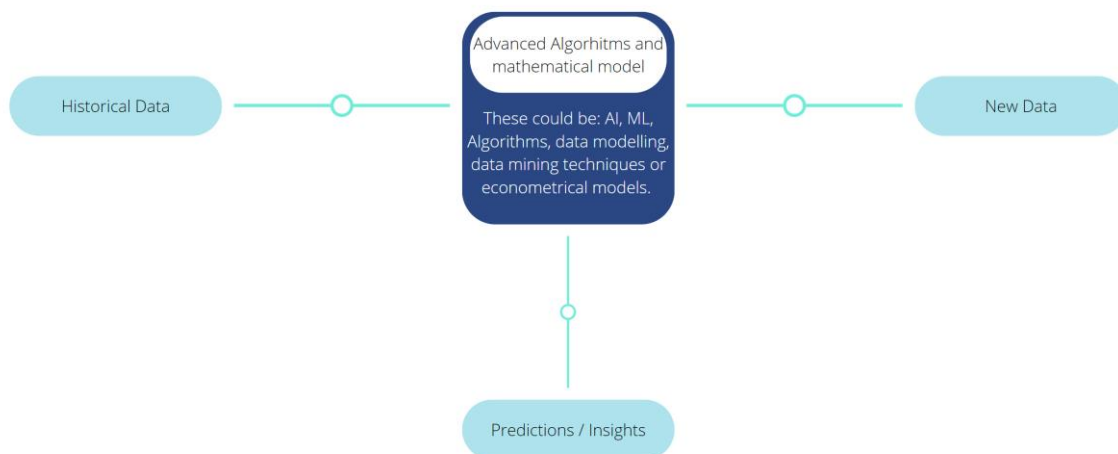 Advanced Algorhitms and
mathematical model
Historical Data
These could be: AI, ML,
Algorithms, data modelling,
data mining techniques or
econometrical models.
New Data
Predictions / Insights